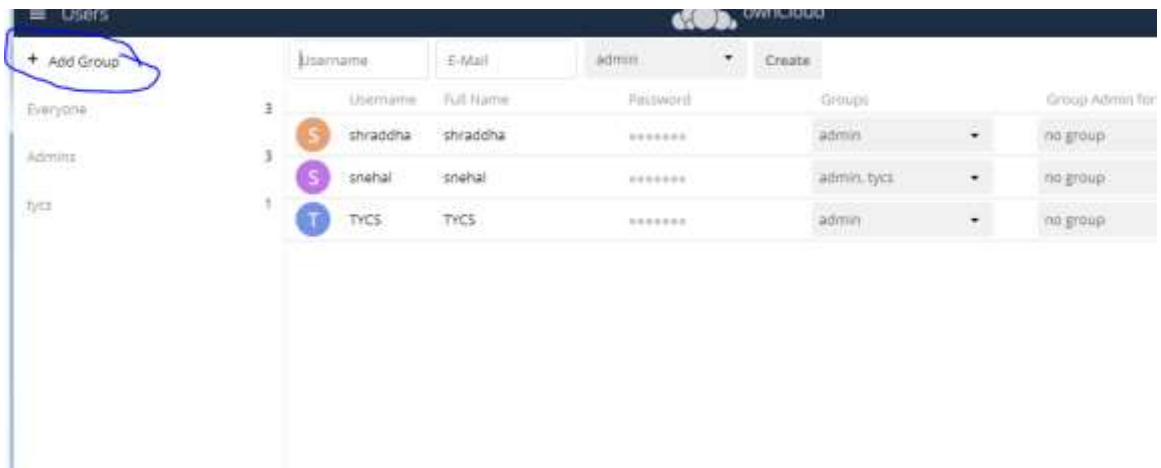 Users
ownCloud
+ Add Group
Username E-Mail admin Create
Everyone 3
Username Full Name Password Groups Group Admin for
S shraddha shraddha ●●●●●●● admin no group
Admins 3
S snehal snehal ●●●●●●● admin, tycs no group
tycs 1
T TYCS TYCS ●●●●●●● admin no group